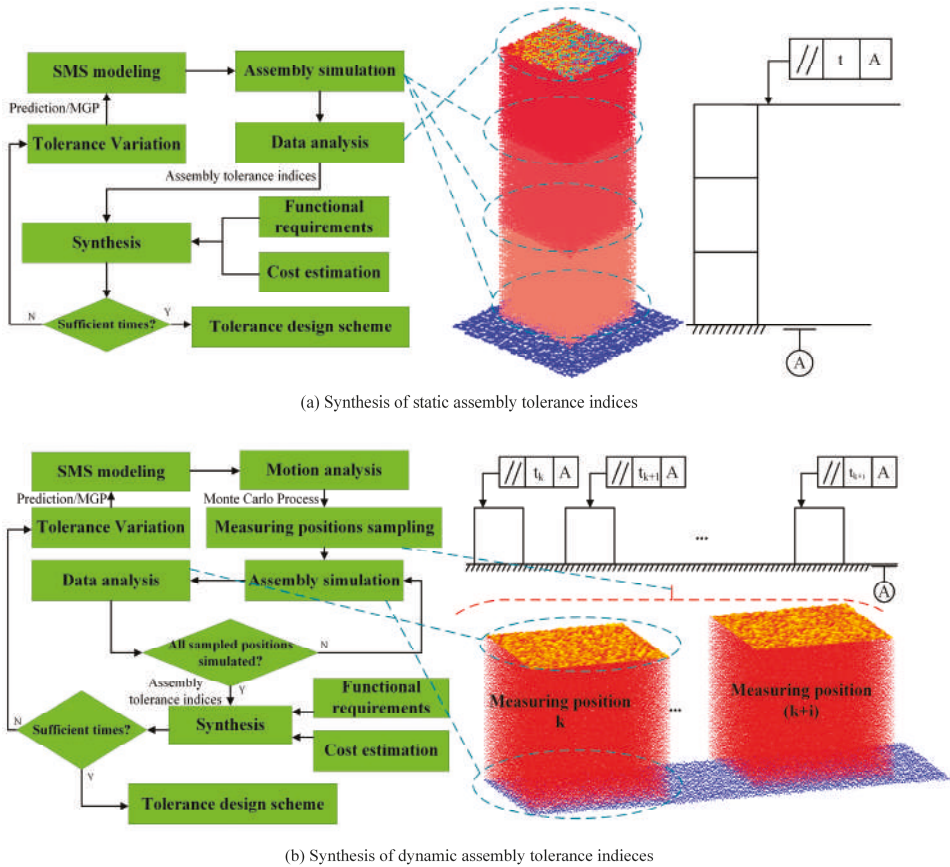 SMS modeling
Assembly simulation
// t A
Prediction/MGP
Tolerance Variation
Data analysis
Assembly tolerance indices
Functional
requirements
Synthesis
Cost estimation
N
Sufficient times?
Y
Tolerance design scheme
A
(a) Synthesis of static assembly tolerance indices
SMS modeling
Motion analysis
// tk A
// tk+1 A
// tk+i A
Prediction/MGP
Monte Carlo Process
Tolerance Variation
Measuring positions sampling
...
Data analysis
Assembly simulation
A
All sampled positions
simulated?
N
Assembly
tolerance indices
Y
Functional
requirements
Measuring position
k
...
Measuring position
(k+i)
N
Sufficient times?
Synthesis
Cost estimation
Y
Tolerance design scheme
(b) Synthesis of dynamic assembly tolerance indieces